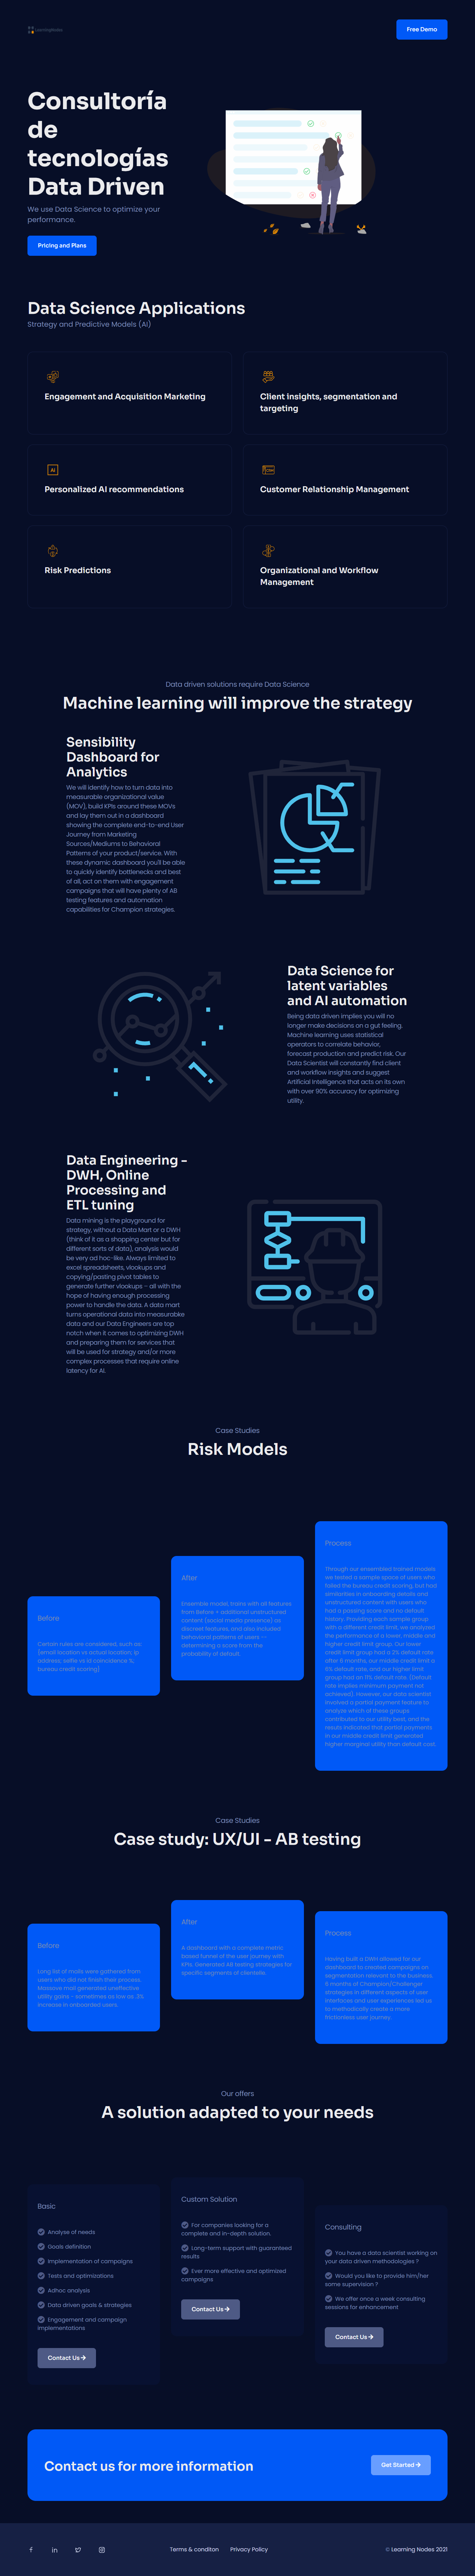 LearningNodes
Free Demo
Consultoría
de
tecnologías
Data Driven
We use Data Science to optimize your
performance.
Pricing and Plans
Data Science Applications
Strategy and Predictive Models (AI)
Engagement and Acquisition Marketing
Client insights, segmentation and
targeting
Personalized AI recommendations
Customer Relationship Management
Risk Predictions
Organizational and Workflow
Management
Data driven solutions require Data Science
Machine learning will improve the strategy
Sensibility
Dashboard for
Analytics
We will identify how to turn data into
measurable organizational value
(MOV), build KPIs around these MOVs
and lay them out in a dashboard
showing the complete end-to-end User
Journey from Marketing
Sources/Mediums to Behavioral
Patterns of your product/service. With
these dynamic dashboard you'll be able
to quickly identify bottlenecks and best
of all, act on them with engagement
campaigns that will have plenty of AB
testing features and automation
capabilities for Champion strategies.
Data Science for
latent variables
and AI automation
Being data driven implies you will no
longer make decisions on a gut feeling.
Machine learning uses statistical
operators to correlate behavior,
forecast production and predict risk. Our
Data Scientist will constantly find client
and workflow insights and suggest
Artificial Intelligence that acts on its own
with over 90% accuracy for optimizing
utility.
Data Engineering -
DWH, Online
Processing and
ETL tuning
Data mining is the playground for
strategy, without a Data Mart or a DWH
(think of it as a shopping center but for
different sorts of data), analysis would
be very ad hoc-like. Always limited to
excel spreadsheets, vlookups and
copying/pasting pivot tables to
generate further vlookups – all with the
hope of having enough processing
power to handle the data. A data mart
turns operational data into measurable
data and our Data Engineers are top
notch when it comes to optimizing DWH
and preparing them for services that
will be used for strategy and/or more
complex processes that require online
latency for AI.
Case Studies
Risk Models
Before
Certain rules are considered, such as:
[email location vs actual location, ip
address, selfie vs id coincidence, %
bureau credit scoring]
After
Ensemble model, trains with all features
from Before + additional unstructured
content (social media presence) as
discreet features, and also included
behavioral patterns of users --
determining a score from the
probability of default.
Process
Through our ensembled trained models
we tested a sample space of users who
failed the bureau credit scoring, but had
similarities in onboarding details and
unstructured content with users who
had a passing score and no default
history. Providing each sample group
with a different credit limit, we analyzed
the performance of a lower, middle and
higher credit limit group. Our lower
credit limit group had a 2% default rate
after 6 months, our middle credit limit a
8% default rate, and our higher limit
group had an 11% default rate. (Default
rate implies minimum payment not
achieved). However, our data scientist
involved a partial payment feature to
analyze which of these groups
contributed to our utility best, and the
results indicated that partial payments
in our middle credit limit generated
higher marginal utility than default cost.
Case Studies
Case study: UX/UI - AB testing
Before
Long list of mails were gathered from
users who did not finish their process.
Massive mail generated uneffective
utility gains - sometimes as low as .3%
increase in onboarded users.
After
A dashboard with a complete metric
based funnel of the user journey with
KPIs. Generated AB testing strategies for
specific segments of clientelle.
Process
Having built a DWH allowed for our
dashboard to created campaigns on
segmentation relevant to the business.
6 months of Champion/Challenger
strategies in different aspects of user
interfaces and user experiences led us
to methodically create a more
frictionless user journey.
Our offers
A solution adapted to your needs
Basic
Analyse of needs
Goals definition
Implementation of campaigns
Tests and optimizations
Adhoc analysis
Data driven goals & strategies
Engagement and campaign
implementations
Contact Us
Custom Solution
For companies looking for a
complete and in-depth solution.
Long-term support with guaranteed
results
Ever more effective and optimized
campaigns
Contact Us
Consulting
You have a data scientist working on
your data driven methodologies ?
Would you like to provide him/her
some supervision ?
We offer once a week consulting
sessions for enhancement
Contact Us
Contact us for more information
Get Started
Terms & conditon Privacy Policy
© Learning Nodes 2021